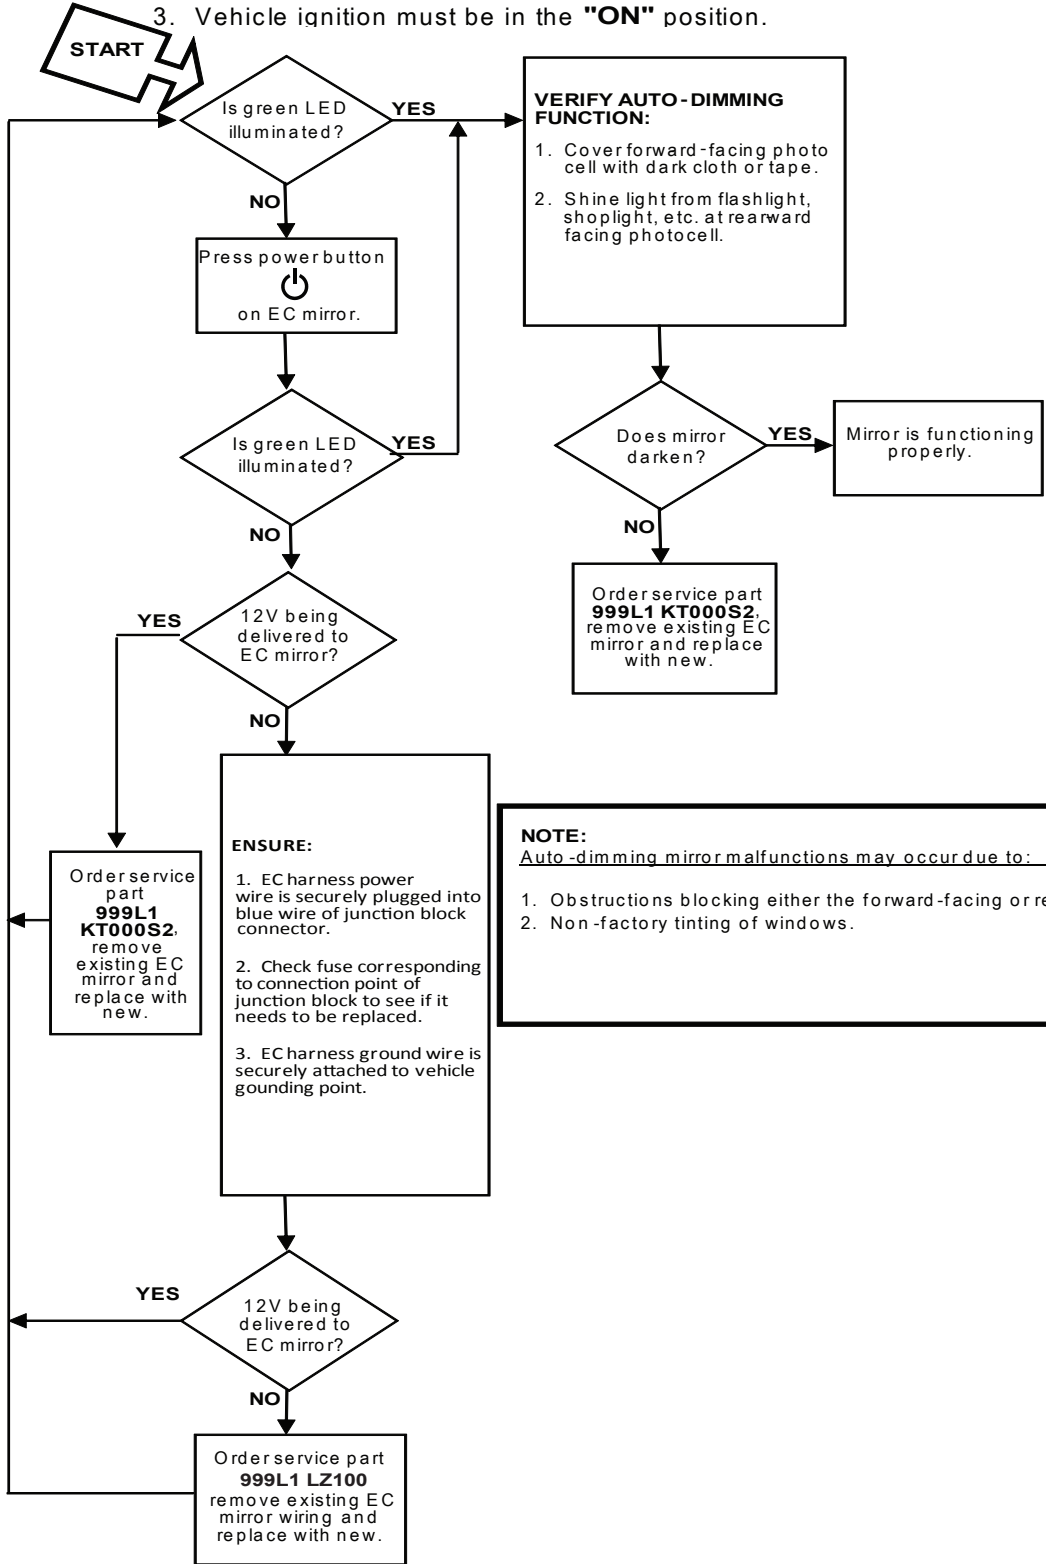 3. Vehicle ignition must be in the "ON" position.
START
Is green LED
illuminated?
YES
NO
Press power button
on EC mirror.
Is green LED
illuminated?
YES
NO
12V being
delivered to
EC mirror?
YES
NO
Order service
part
999L1
KT000S2,
remove
existing EC
mirror and
replace with
new.
ENSURE:
1. EC harness power
wire is securely plugged into
blue wire of junction block
connector.
2. Check fuse corresponding
to connection point of
junction block to see if it
needs to be replaced.
3. EC harness ground wire is
securely attached to vehicle
gounding point.
12V being
delivered to
EC mirror?
YES
NO
Order service part
999L1 LZ100
remove existing EC
mirror wiring and
replace with new.
VERIFY AUTO-DIMMING
FUNCTION:
1. Cover forward-facing photo
cell with dark cloth or tape.
2. Shine light from flashlight,
shoplight, etc. at rearward
facing photocell.
Does mirror
darken?
YES
Mirror is functioning
properly.
NO
Order service part
999L1 KT000S2,
remove existing EC
mirror and replace
with new.
NOTE:
Auto-dimming mirror malfunctions may occur due to:
1. Obstructions blocking either the forward-facing or
2. Non-factory tinting of windows.